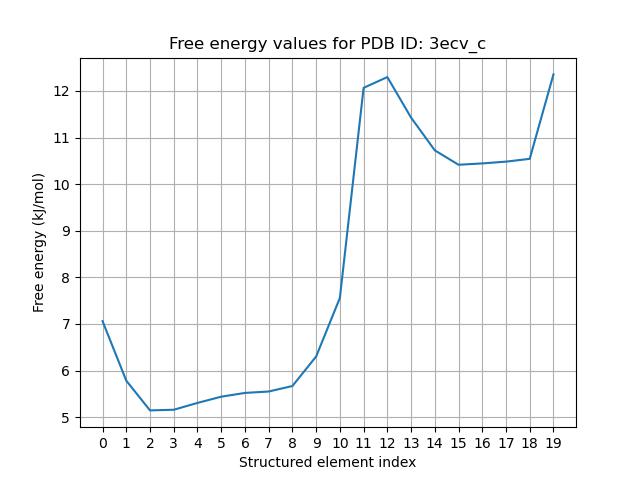 Free energy values for PDB ID: 3ecv_c
Free energy (kJ/mol)
12
11
10
9
8
7
6
5
0 1 2 3 4 5 6 7 8 9 10 11 12 13 14 15 16 17 18 19
Structured element index